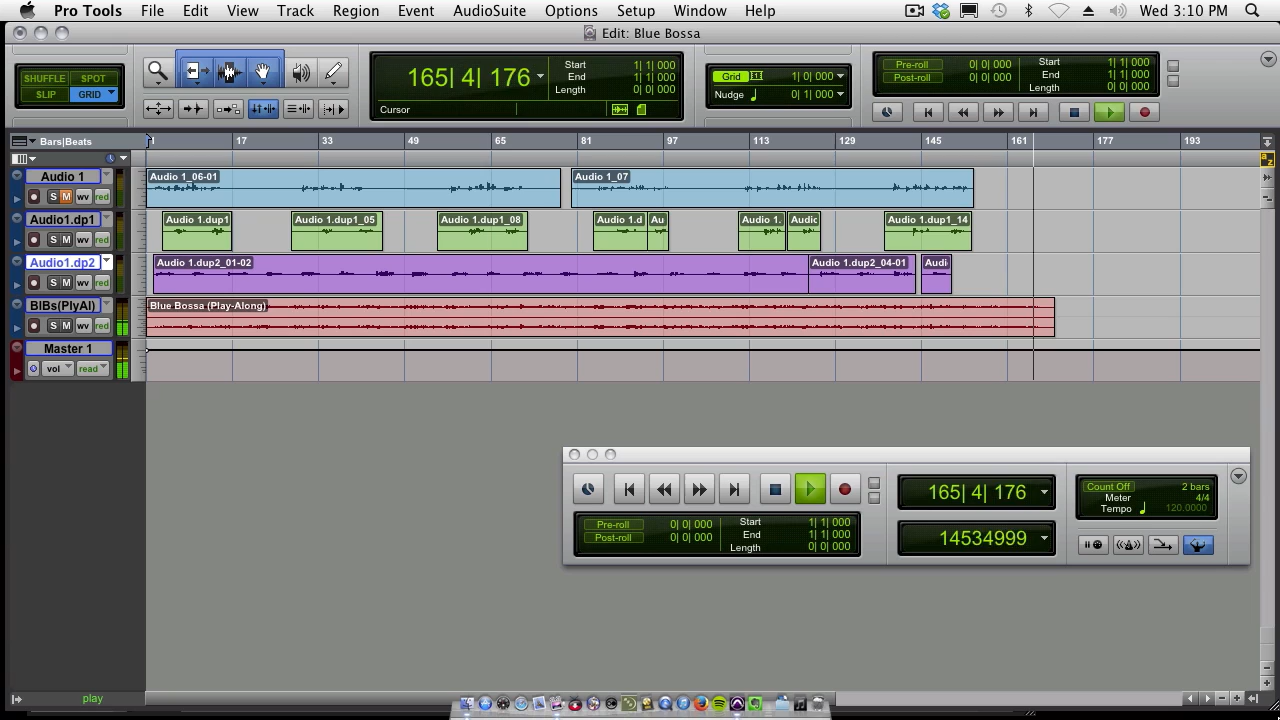 Pro Tools File Edit View Track Region Event AudioSuite Options Setup Window Help Wed 3:10 PM
Edit: Blue Bossa
SHUFFLE SPOT
SLIP GRID
165| 4| 176
Start 1| 1| 000
End 1| 1| 000
Length 0| 0| 000
Cursor
Grid 1| 0| 000
Nudge 0| 1| 000
Pre-roll 0| 0| 000
Post-roll 0| 0| 000
Start 1| 1| 000
End 1| 1| 000
Length 0| 0| 000
Bars|Beats 1 17 33 49 65 81 97 113 129 145 161 177 193
a z
Audio 1 Audio 1_06-01 Audio 1_07
S M wv red
Audio1.dp1 Audio 1.dup1 Audio 1.dup1_05 Audio 1.dup1_08 Audio 1.d Au Audio 1. Audic Audio 1.dup1_14
S M wv red
Audio1.dp2 Audio 1.dup2_01-02 Audio 1.dup2_04-01 Audi
S M wv red
BIBs(PlyAl) Blue Bossa (Play-Along)
S M wv red
Master 1
vol read
165| 4| 176
Count Off 2 bars
Meter 4/4
Tempo 120.0000
Pre-roll 0| 0| 000
Post-roll 0| 0| 000
Start 1| 1| 000
End 1| 1| 000
Length 0| 0| 000
14534999
play